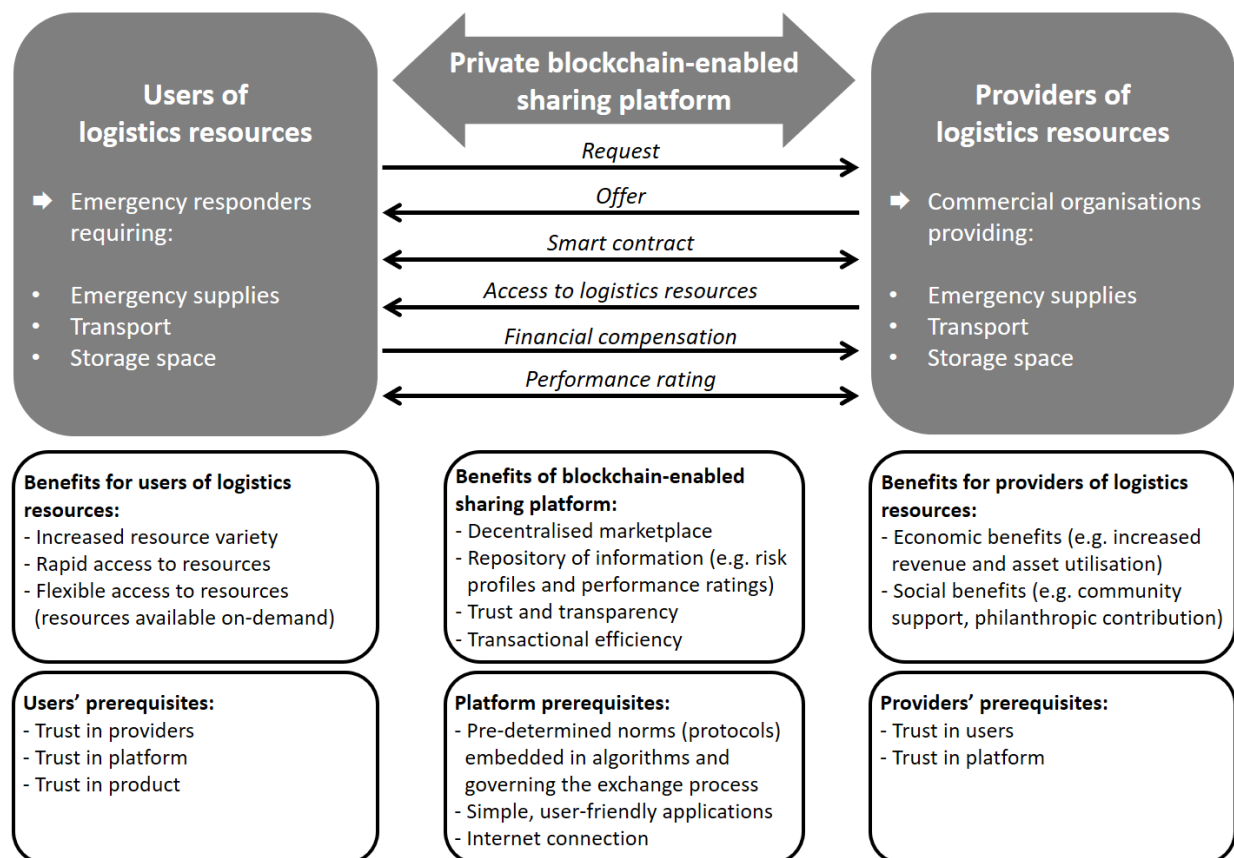 Users of
logistics resources
➡ Emergency responders
requiring:
• Emergency supplies
• Transport
• Storage space
Private blockchain-enabled
sharing platform
Request
Offer
Smart contract
Access to logistics resources
Financial compensation
Performance rating
Providers of
logistics resources
➡ Commercial organisations
providing:
• Emergency supplies
• Transport
• Storage space
Benefits for users of logistics
resources:
- Increased resource variety
- Rapid access to resources
- Flexible access to resources
(resources available on-demand)
Benefits of blockchain-enabled
sharing platform:
- Decentralised marketplace
- Repository of information (e.g. risk
profiles and performance ratings)
- Trust and transparency
- Transactional efficiency
Benefits for providers of logistics
resources:
- Economic benefits (e.g. increased
revenue and asset utilisation)
- Social benefits (e.g. community
support, philanthropic contribution)
Users’ prerequisites:
- Trust in providers
- Trust in platform
- Trust in product
Platform prerequisites:
- Pre-determined norms (protocols)
embedded in algorithms and
governing the exchange process
- Simple, user-friendly applications
- Internet connection
Providers’ prerequisites:
- Trust in users
- Trust in platform